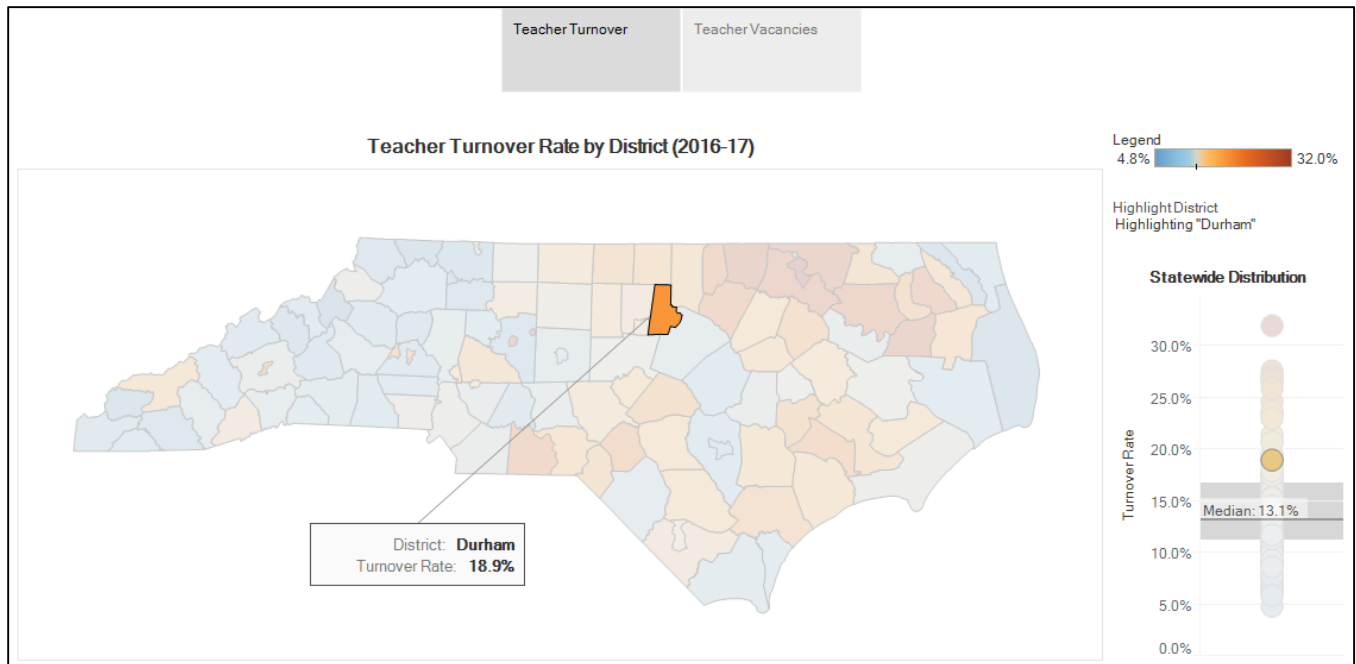 Teacher Turnover
Teacher Vacancies
Teacher Turnover Rate by District (2016-17)
Legend
4.8%
32.0%
Highlight District
Highlighting "Durham"
Statewide Distribution
Turnover Rate
30.0%
25.0%
20.0%
15.0%
Median: 13.1%
10.0%
5.0%
0.0%
District: Durham
Turnover Rate: 18.9%